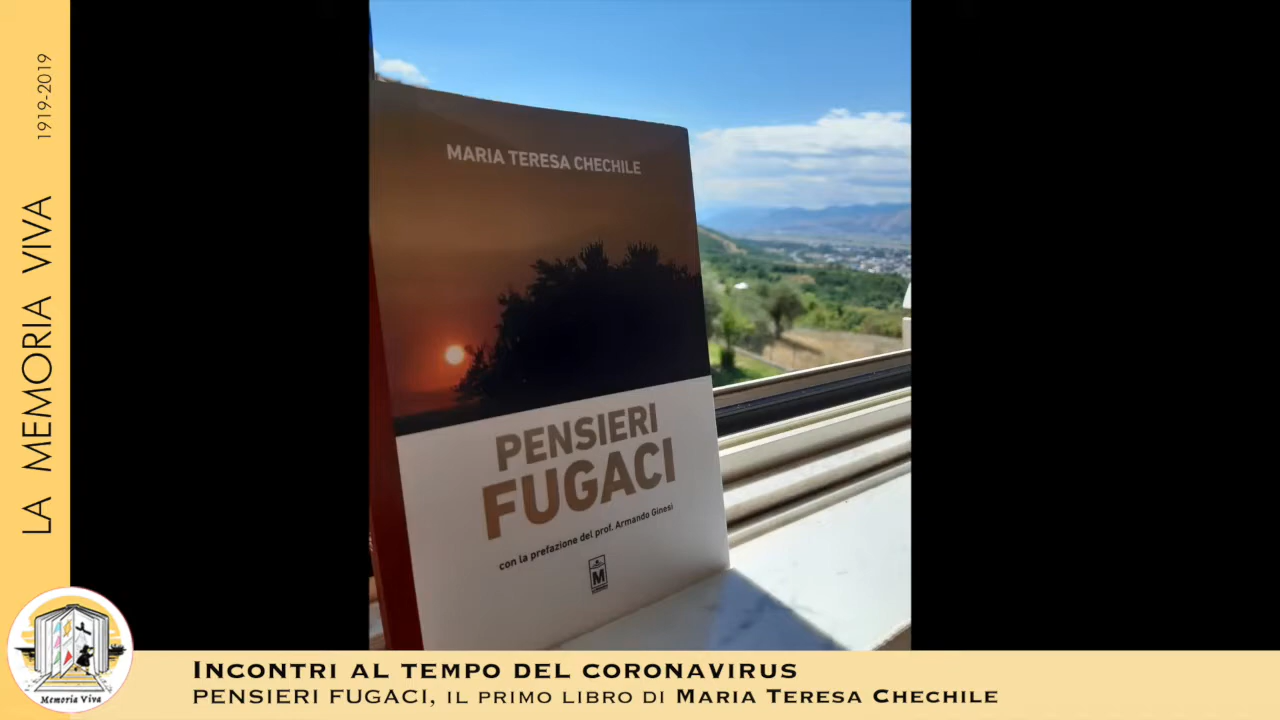 LA MEMORIA VIVA 1919-2019
MARIA TERESA CHECHILE
PENSIERI
FUGACI
con la prefazione del prof. Armando Ginesi
M
Memoria Viva
INCONTRI AL TEMPO DEL CORONAVIRUS
PENSIERI FUGACI, IL PRIMO LIBRO DI MARIA TERESA CHECHILE